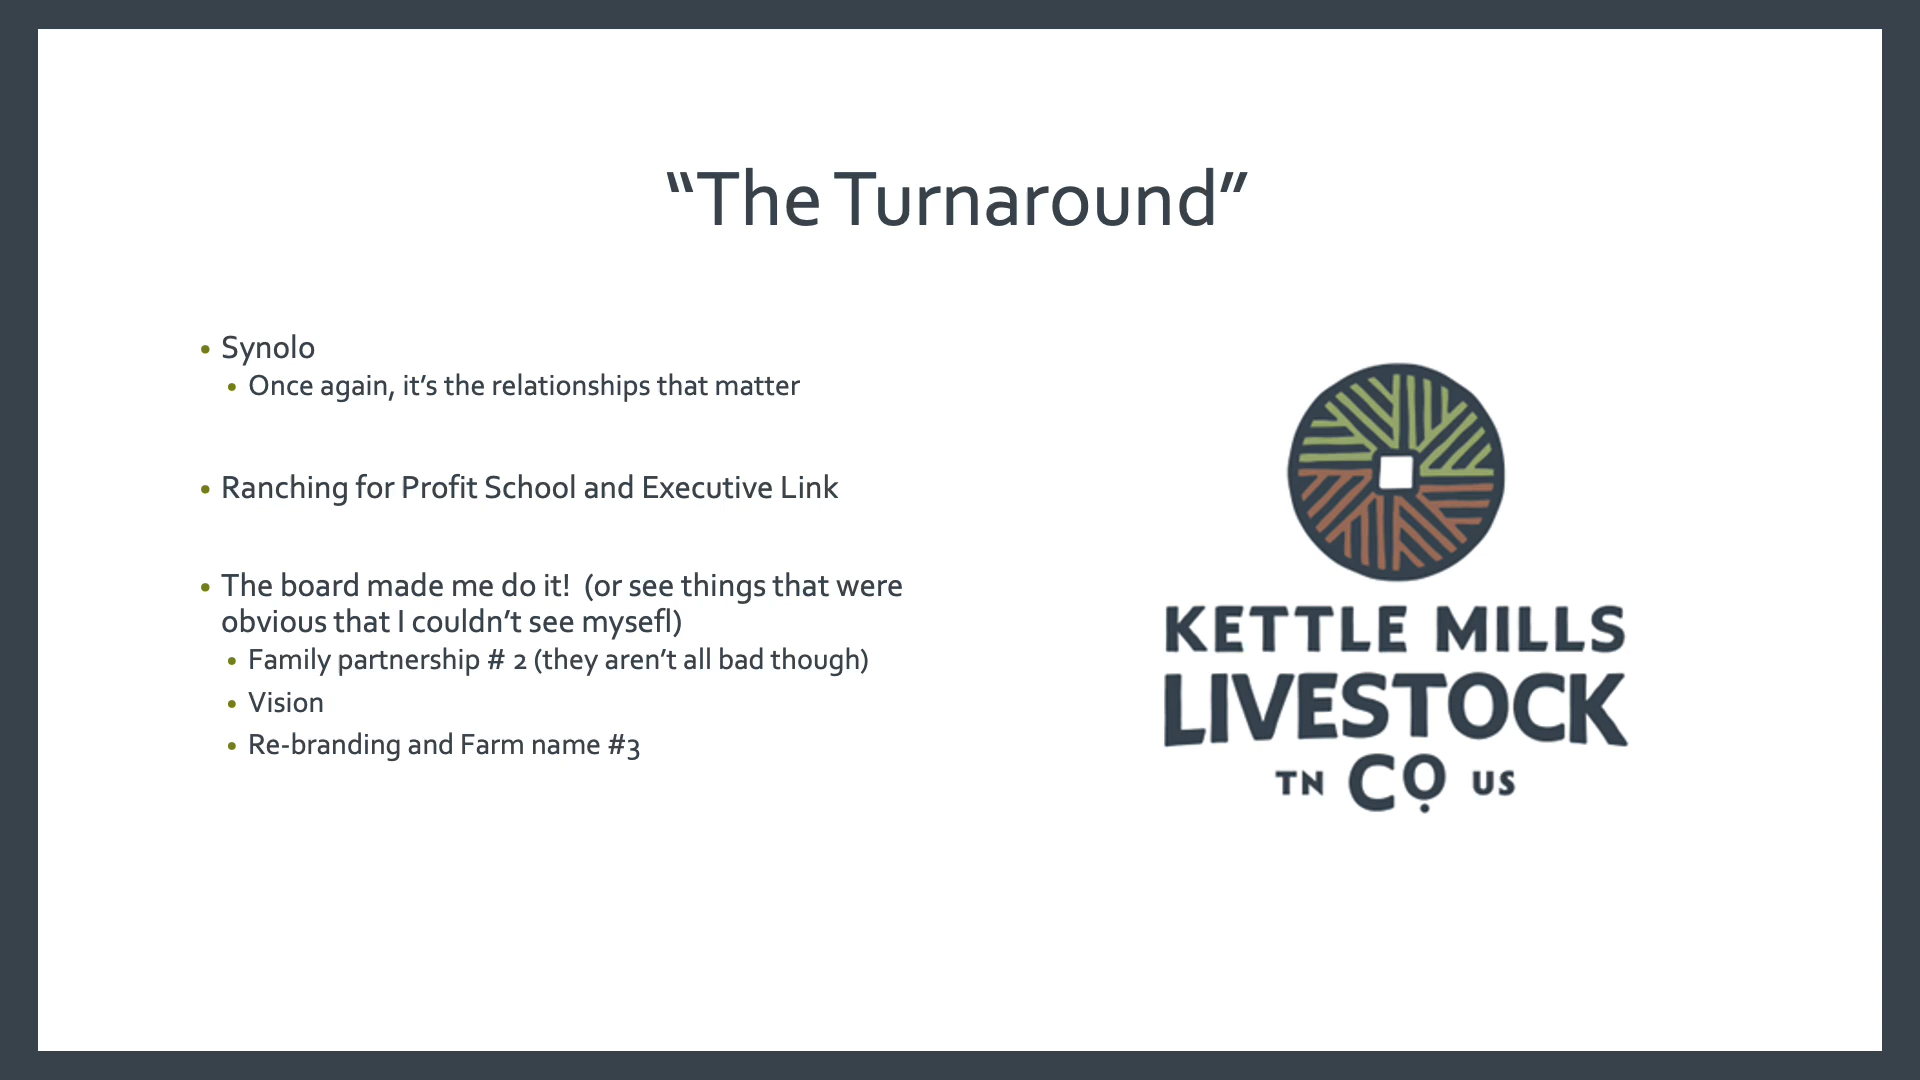 “The Turnaround”
• Synolo
• Once again, it’s the relationships that matter
• Ranching for Profit School and Executive Link
• The board made me do it!  (or see things that were
obvious that I couldn’t see mysefl)
• Family partnership # 2 (they aren’t all bad though)
• Vision
• Re-branding and Farm name #3
KETTLE MILLS
LIVESTOCK
TN CO US